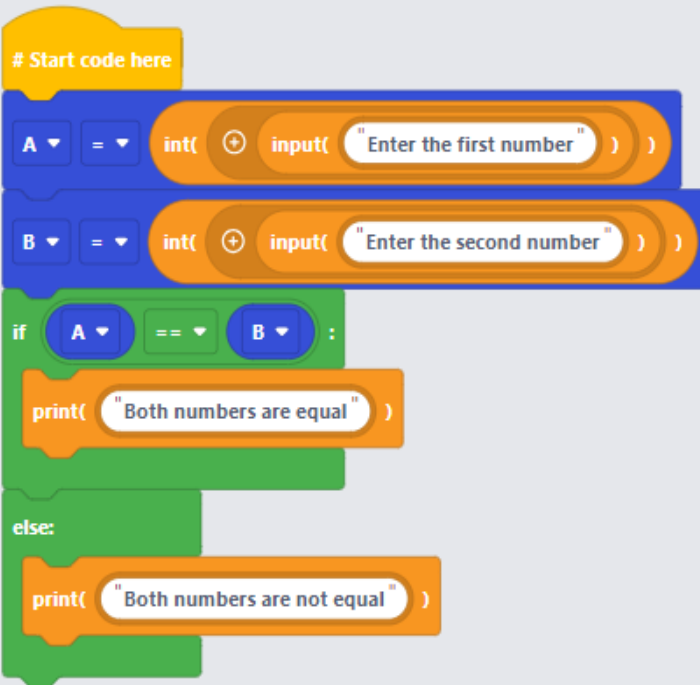 # Start code here
A = int( input( "Enter the first number" ) )
B = int( input( "Enter the second number" ) )
if A == B :
print( "Both numbers are equal" )
else:
print( "Both numbers are not equal" )